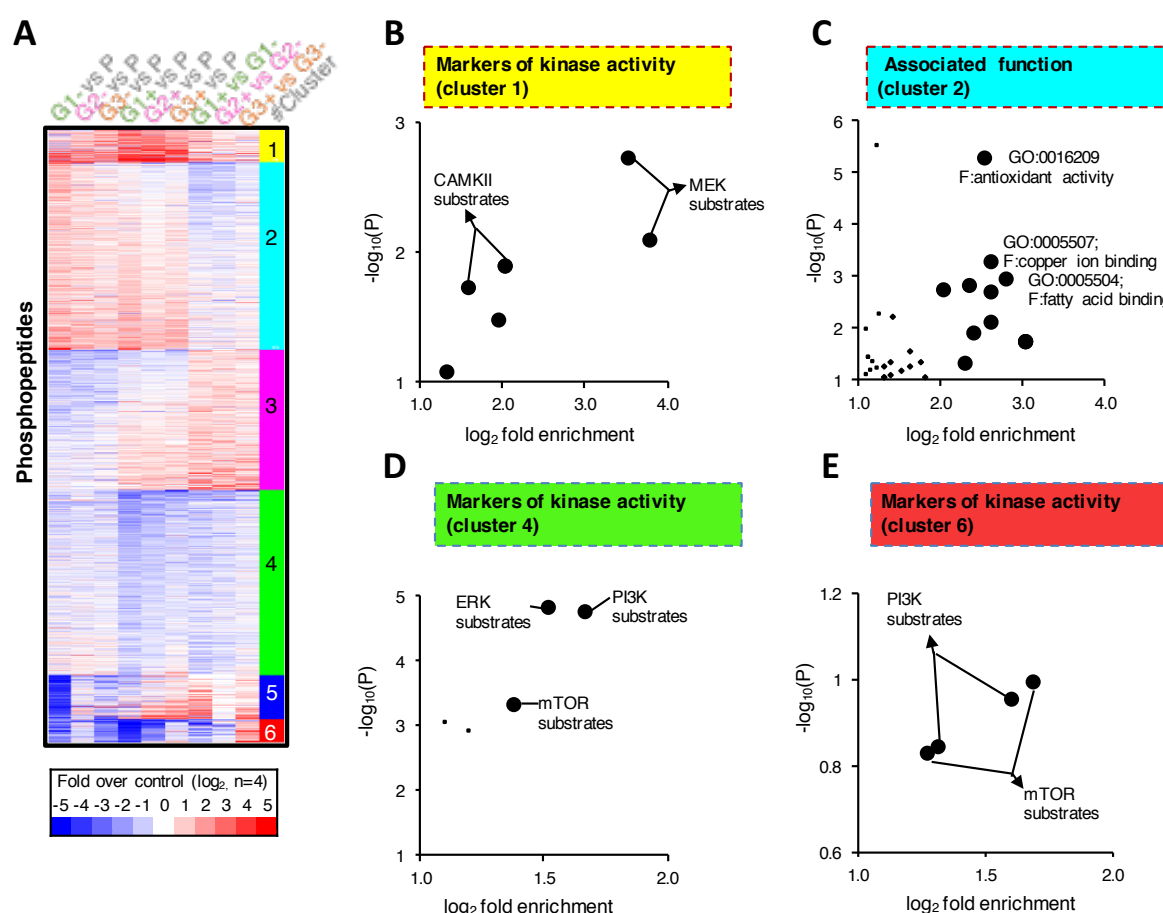 A
G1- vs P
G2- vs P
G3- vs P
G1+ vs P
G2+ vs P
G3+ vs P
G1+ vs G1-
G2+ vs G2-
G3+ vs G3-
#Cluster
Phosphopeptides
1
2
3
4
5
6
Fold over control (log2, n=4)
-5 -4 -3 -2 -1 0 1 2 3 4 5
B
Markers of kinase activity
(cluster 1)
3
2
1
-log10(P)
CAMKII
substrates
MEK
substrates
1.0 2.0 3.0 4.0
log2 fold enrichment
C
Associated function
(cluster 2)
6
5
4
3
2
1
-log10(P)
GO:0016209
F:antioxidant activity
GO:0005507;
F:copper ion binding
GO:0005504;
F:fatty acid binding
1.0 2.0 3.0 4.0
log2 fold enrichment
D
Markers of kinase activity
(cluster 4)
5
4
3
2
1
-log10(P)
ERK
substrates
PI3K
substrates
mTOR
substrates
1.0 1.5 2.0
log2 fold enrichment
E
Markers of kinase activity
(cluster 6)
1.2
1
0.8
0.6
-log10(P)
PI3K
substrates
mTOR
substrates
1.0 1.5 2.0
log2 fold enrichment